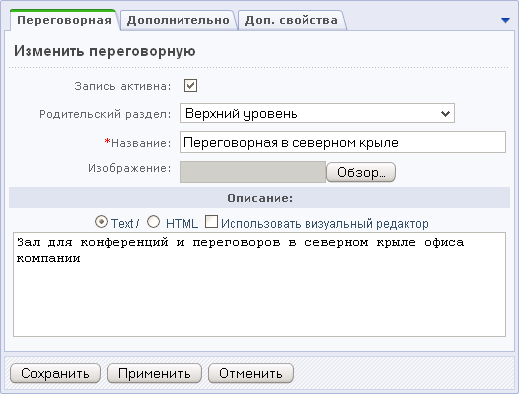 Переговорная Дополнительно Доп. свойства
Изменить переговорную
Запись активна:
Родительский раздел: Верхний уровень
*Название: Переговорная в северном крыле
Изображение: Обзор...
Описание:
Text / HTML Использовать визуальный редактор
Зал для конференций и переговоров в северном крыле офиса
компании
Сохранить Применить Отменить